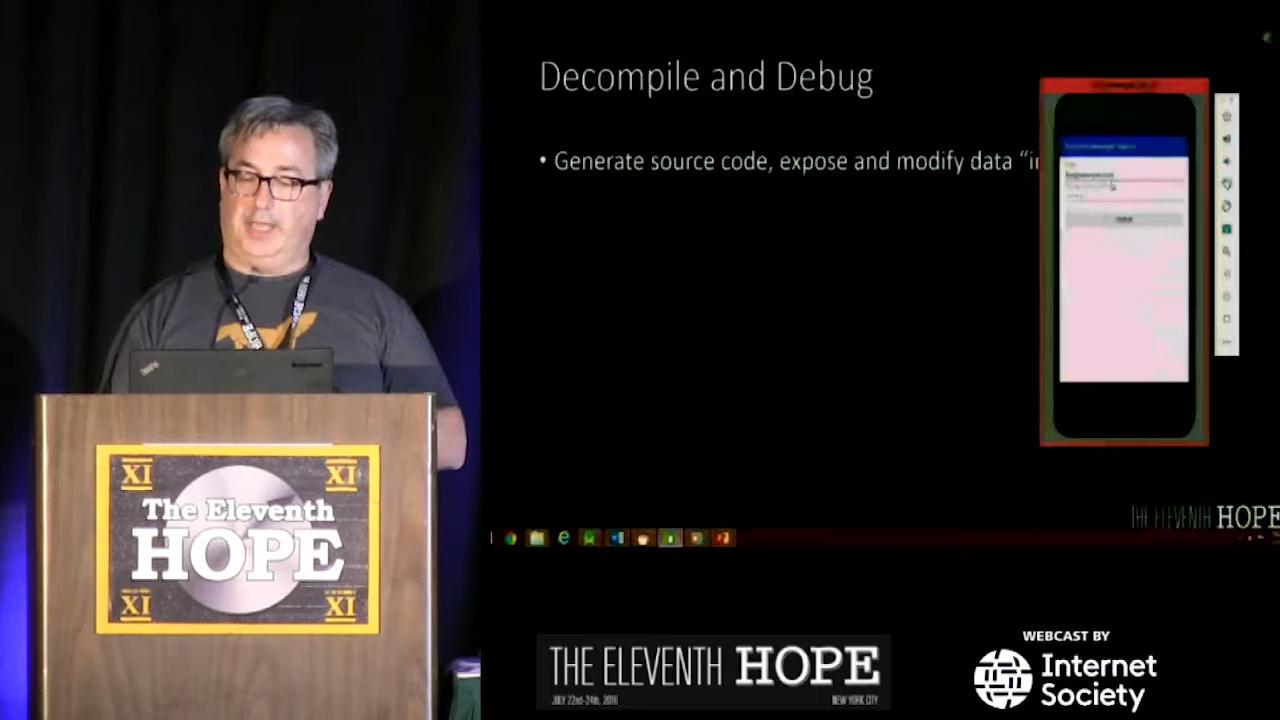 Decompile and Debug
• Generate source code, expose and modify data “i
THE ELEVENTH HOPE
XI XI
The Eleventh
HOPE
XI XI
THE ELEVENTH HOPE
JULY 22nd-24th, 2016 NEW YORK CITY
WEBCAST BY
Internet
Society